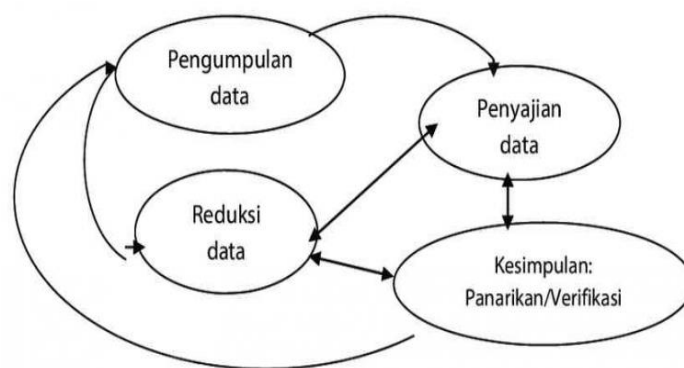 Pengumpulan
data
Penyajian
data
Reduksi
data
Kesimpulan:
Panarikan/Verifikasi